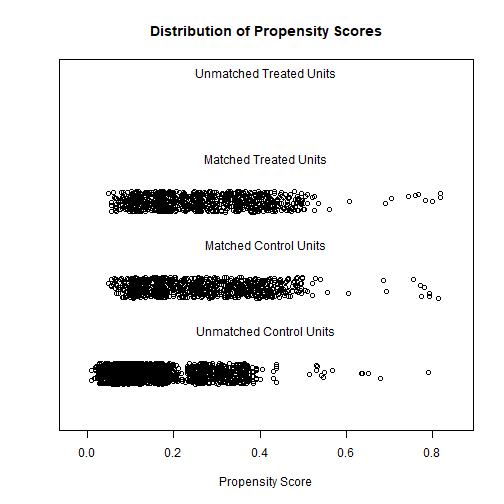 Distribution of Propensity Scores
Unmatched Treated Units
Matched Treated Units
Matched Control Units
Unmatched Control Units
0.0 0.2 0.4 0.6 0.8
Propensity Score